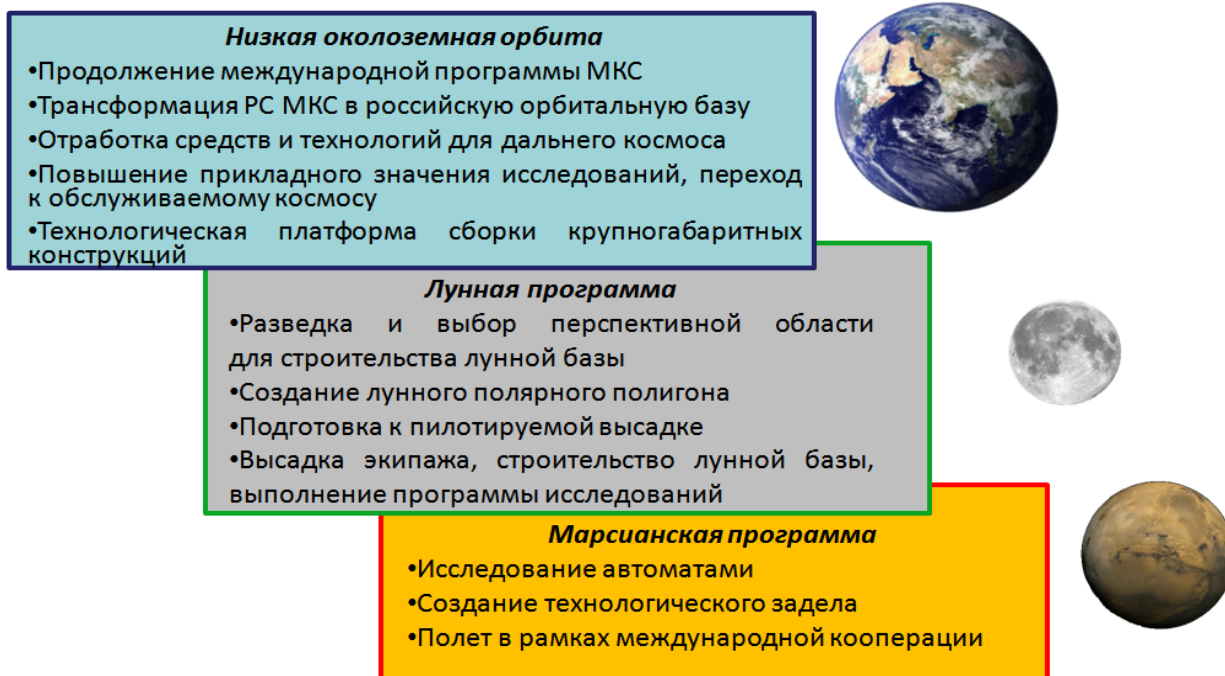 Низкая околоземная орбита
•Продолжение международной программы МКС
•Трансформация РС МКС в российскую орбитальную базу
•Отработка средств и технологий для дальнего космоса
•Повышение прикладного значения исследований, переход
к обслуживаемому космосу
•Технологическая платформа сборки крупногабаритных
конструкций
Лунная программа
•Разведка и выбор перспективной области
для строительства лунной базы
•Создание лунного полярного полигона
•Подготовка к пилотируемой высадке
•Высадка экипажа, строительство лунной базы,
выполнение программы исследований
Марсианская программа
•Исследование автоматами
•Создание технологического задела
•Полет в рамках международной кооперации